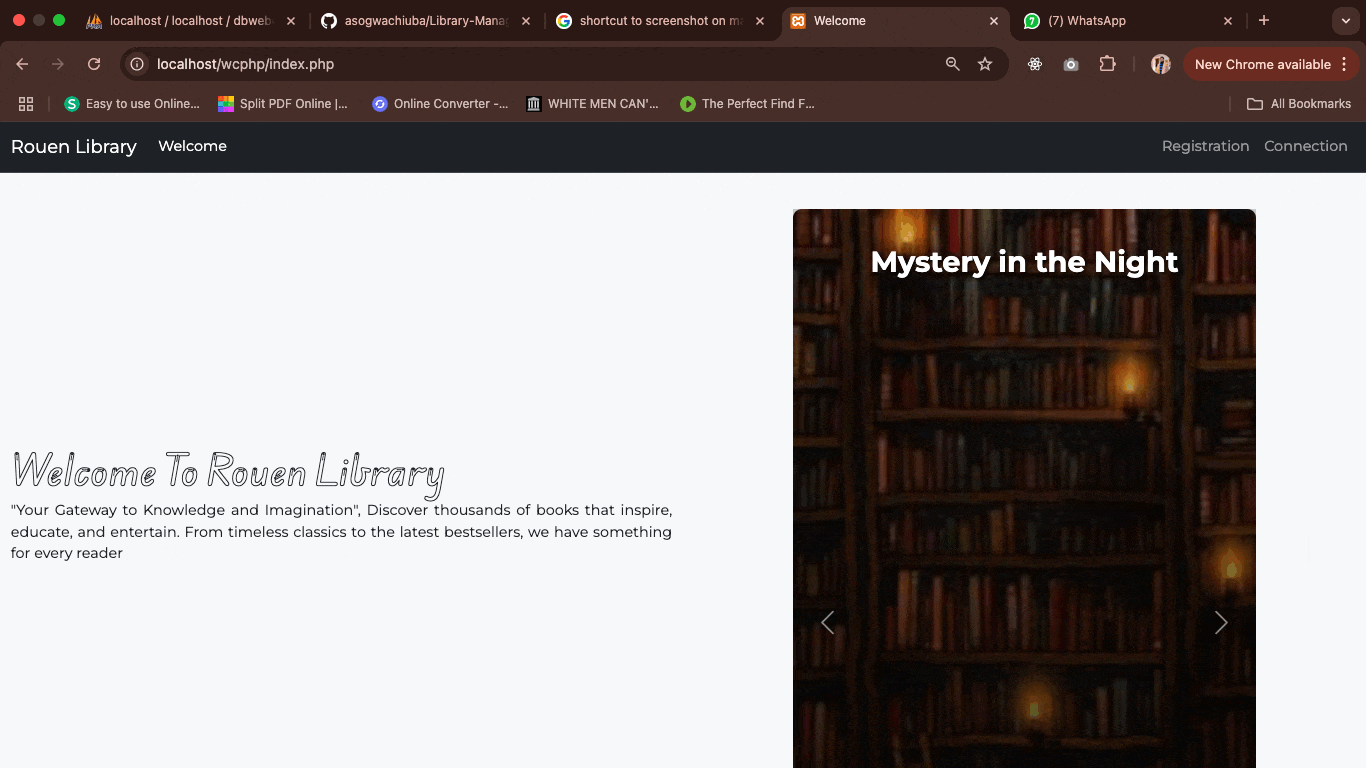 localhost / localhost / dbweb
asogwachiuba/Library-Manag
shortcut to screenshot on ma
Welcome
7
(7) WhatsApp
localhost/wcphp/index.php
New Chrome available
Easy to use Online...
Split PDF Online |...
Online Converter -...
WHITE MEN CAN'...
The Perfect Find F...
All Bookmarks
Rouen Library
Welcome
Registration
Connection
Mystery in the Night
Welcome To Rouen Library
"Your Gateway to Knowledge and Imagination", Discover thousands of books that inspire,
educate, and entertain. From timeless classics to the latest bestsellers, we have something
for every reader